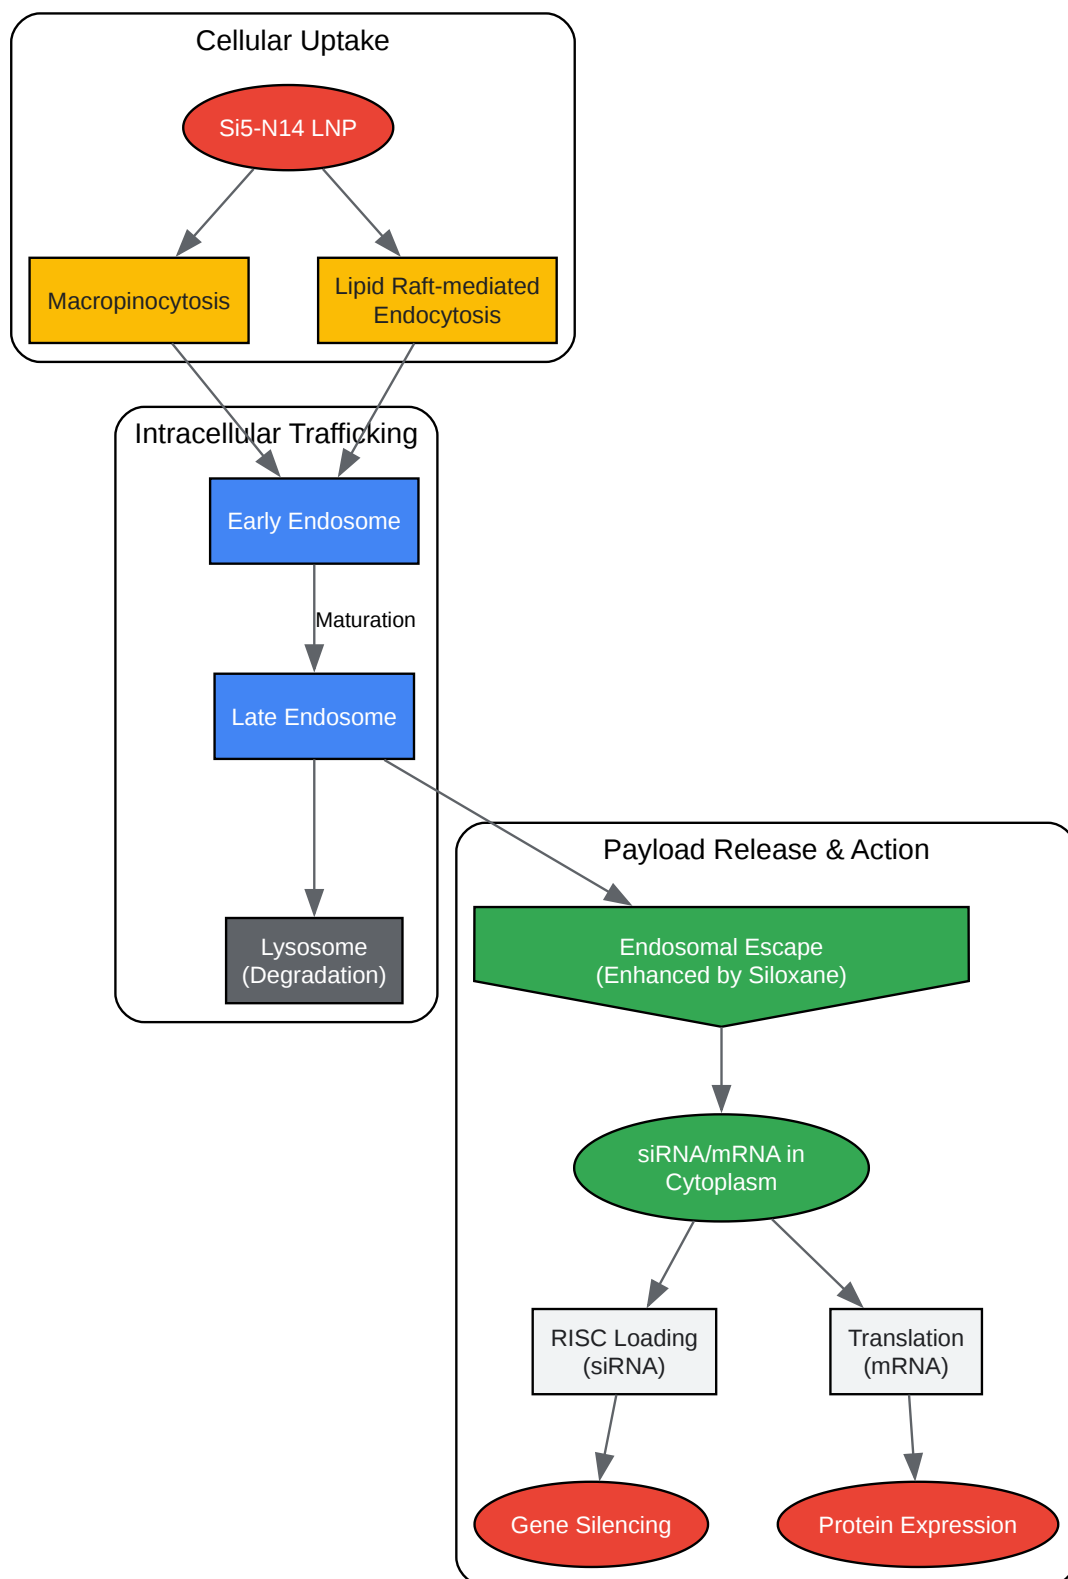 Cellular Uptake
Si5-N14 LNP
Macropinocytosis
Lipid Raft-mediated
Endocytosis
Intracellular Trafficking
Early Endosome
Maturation
Late Endosome
Lysosome
(Degradation)
Payload Release & Action
Endosomal Escape
(Enhanced by Siloxane)
siRNA/mRNA in
Cytoplasm
RISC Loading
(siRNA)
Translation
(mRNA)
Gene Silencing
Protein Expression